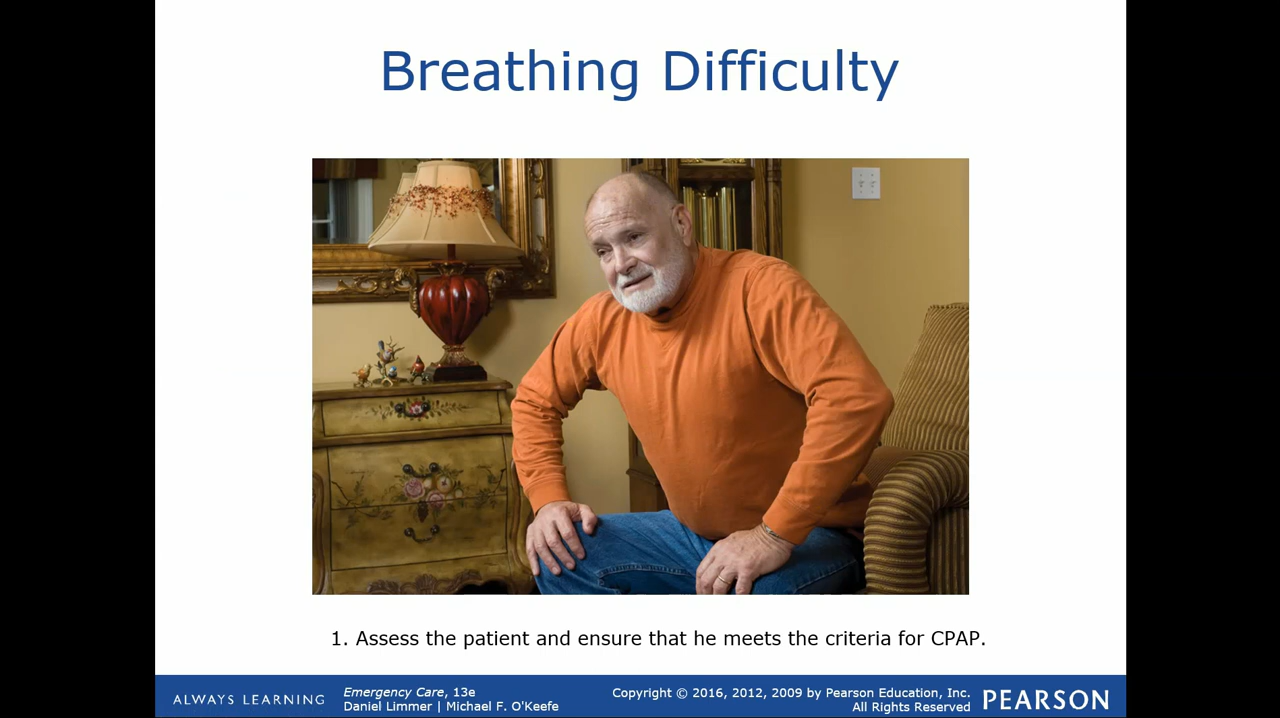 Breathing Difficulty
1. Assess the patient and ensure that he meets the criteria for CPAP.
ALWAYS LEARNING
Emergency Care, 13e
Daniel Limmer | Michael F. O'Keefe
Copyright © 2016, 2012, 2009 by Pearson Education, Inc.
All Rights Reserved
PEARSON